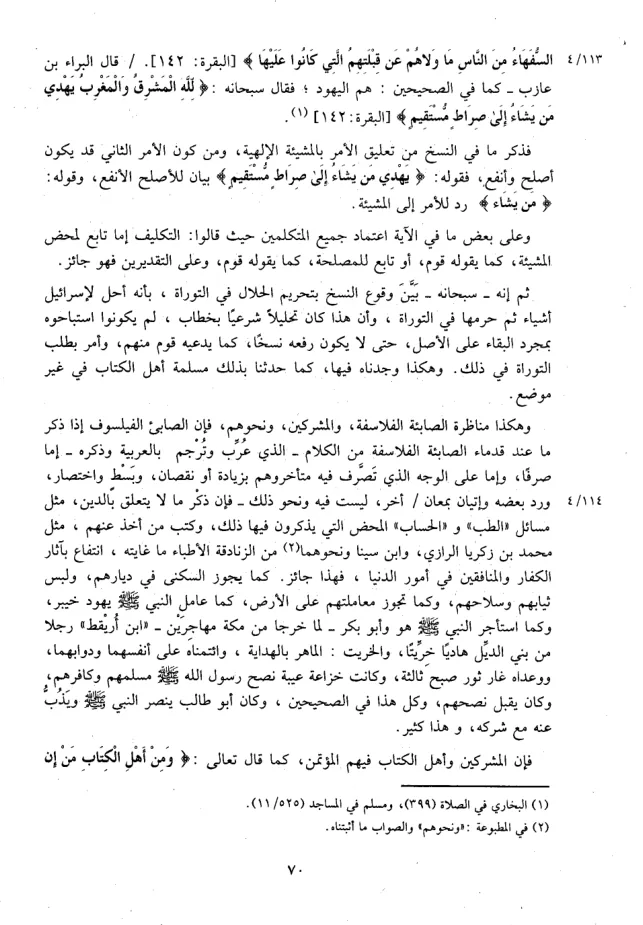 ٤/١١٣ السُّفَهَاءُ مِنَ النَّاسِ مَا وَلاهُمْ عَن قِبْلَتِهِمُ الَّتِي كَانُوا عَلَيْهَا ﴾ [البقرة: ١٤٢]. / قال البراء بن
عازب ـ كما في الصحيحين : هم اليهود ؛ فقال سبحانه : ﴿ لِلَّهِ الْمَشْرِقُ وَالْمَغْرِبُ يَهْدِي
مَن يَشَاءُ إِلَىٰ صِرَاطٍ مُّسْتَقِيمٍ ﴾ [البقرة:١٤٢] (١).
فذكر ما في النسخ من تعليق الأمر بالمشيئة الإلهية، ومن كون الأمر الثاني قد يكون
أصلح وأنفع، فقوله: ﴿ يَهْدِي مَن يَشَاءُ إِلَىٰ صِرَاطٍ مُّسْتَقِيمٍ ﴾ بيان للأصلح الأنفع، وقوله:
﴿ مَن يَشَاء ﴾ رد للأمر إلى المشيئة.
وعلى بعض ما في الآية اعتماد جميع المتكلمين حيث قالوا: التكليف إما تابع لمحض
المشيئة، كما يقوله قوم، أو تابع للمصلحة، كما يقوله قوم، وعلى التقديرين فهو جائز.
ثم إنه ـ سبحانه ـ بَيَّنَ وقوع النسخ بتحريم الحلال في التوراة ، بأنه أحل لإسرائيل
أشياء ثم حرمها في التوراة ، وأن هذا كان تحليلاً شرعيًا بخطاب ، لم يكونوا استباحوه
بمجرد البقاء على الأصل، حتى لا يكون رفعه نسخًا، كما يدعيه قوم منهم، وأمر بطلب
التوراة في ذلك. وهكذا وجدناه فيها، كما حدثنا بذلك مسلمة أهل الكتاب في غير
موضع.
وهكذا مناظرة الصابئة الفلاسفة، والمشركين، ونحوهم، فإن الصابئ الفيلسوف إذا ذكر
ما عند قدماء الصابئة الفلاسفة من الكلام ـ الذي عُرِّب وتُرْجم بالعربية وذكره ـ إما
صرفًا، وإما على الوجه الذي تَصَّرف فيه متأخروهم بزيادة أو نقصان، وبَسْطٍ واختصار،
٤/١١٤ ورد بعضه وإتيان بمعان / أخر، ليست فيه ونحو ذلك ـ فإن ذكْر ما لا يتعلق بالدين، مثل
مسائل «الطب» و «الحساب» المحض التي يذكرون فيها ذلك، وكتب من أخذ عنهم ، مثل
محمد بن زكريا الرازي، وابن سينا ونحوهما(٢) من الزنادقة الأطباء ما غايته ، انتفاع بآثار
الكفار والمنافقين في أمور الدنيا ، فهذا جائز. كما يجوز السكنى في ديارهم، ولبس
ثيابهم وسلاحهم، وكما تجوز معاملتهم على الأرض، كما عامل النبي ﷺ يهود خيبر،
وكما استأجر النبي ﷺ هو وأبو بكر ـ لما خرجا من مكة مهاجرَيْن ـ «ابن أُرَيْقط» رجلا
من بني الدِّيْل هاديًا خِرِّيتًا، والخريت : الماهر بالهداية ، وائتمناه على أنفسهما ودوابهما،
ووعداه غار ثور صبح ثالثة، وكانت خزاعة عيبة نصح رسول الله ﷺ مسلمهم وكافرهم،
وكان يقبل نصحهم، وكل هذا في الصحيحين ، وكان أبو طالب ينصر النبي ﷺ ويَذُبُّ
عنه مع شركه، و هذا كثير.
فإن المشركين وأهل الكتاب فيهم المؤتمن، كما قال تعالى :﴿ وَمِنْ أَهْلِ الْكِتَابِ مَنْ إِن
(١) البخاري في الصلاة (٣٩٩)، ومسلم في المساجد (١١/٥٢٥).
(٢) في المطبوعة :«ونحوهم» والصواب ما أثبتناه.
٧٠